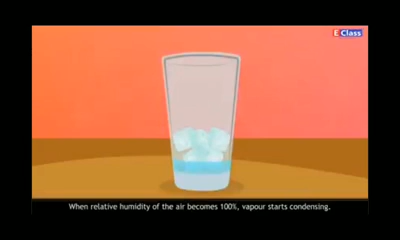 E Class
When relative humidity of the air becomes 100%, vapour starts condensing.